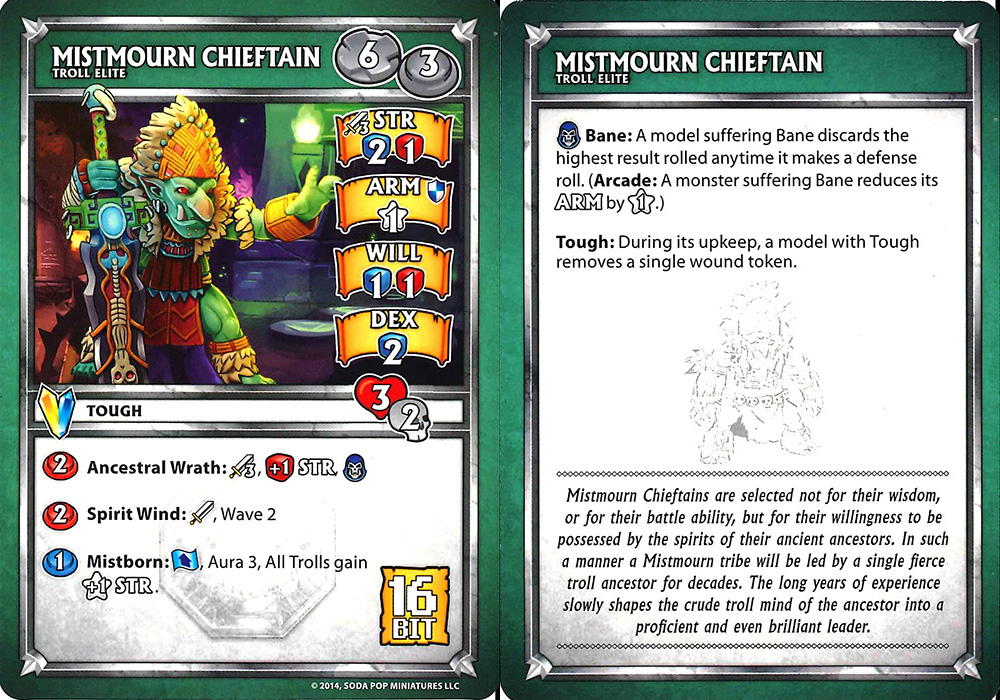 MISTMOURN CHIEFTAIN
TROLL ELITE
6 3
3 STR
2 1
ARM
1
WILL
1 1
DEX
2
TOUGH
3
2
2 Ancestral Wrath: 3, +1 STR,
2 Spirit Wind: , Wave 2
1 Mistborn: , Aura 3, All Trolls gain
+1 STR.
16
BIT
© 2014, SODA POP MINIATURES LLC
MISTMOURN CHIEFTAIN
TROLL ELITE
Bane: A model suffering Bane discards the
highest result rolled anytime it makes a defense
roll. (Arcade: A monster suffering Bane reduces its
ARM by 1.)
Tough: During its upkeep, a model with Tough
removes a single wound token.
Mistmourn Chieftains are selected not for their wisdom,
or for their battle ability, but for their willingness to be
possessed by the spirits of their ancient ancestors. In such
a manner a Mistmourn tribe will be led by a single fierce
troll ancestor for decades. The long years of experience
slowly shapes the crude troll mind of the ancestor into a
proficient and even brilliant leader.